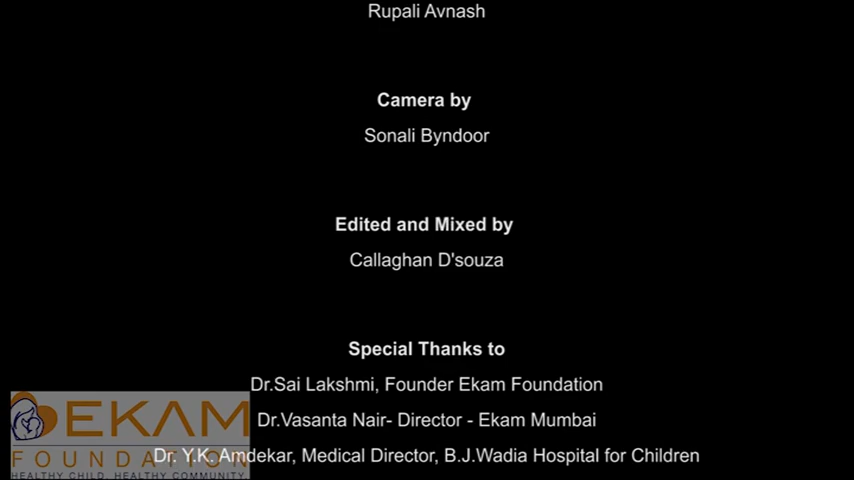 Rupali Avnash
Camera by
Sonali Byndoor
Edited and Mixed by
Callaghan D'souza
Special Thanks to
Dr.Sai Lakshmi, Founder Ekam Foundation
Dr.Vasanta Nair- Director - Ekam Mumbai
Dr. Y.K. Amdekar, Medical Director, B.J.Wadia Hospital for Children
EKAM
FOUNDATION
HEALTHY CHILD, HEALTHY COMMUNITY